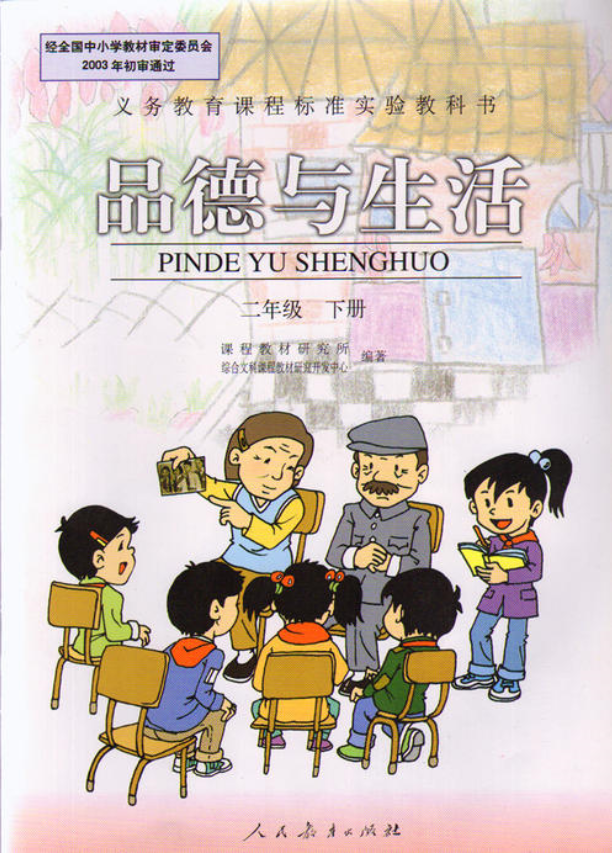 经全国中小学教材审定委员会
2003年初审通过
义务教育课程标准实验教科书
品德与生活
PINDE YU SHENGHUO
二年级 下册
课程教材研究所
综合文科课程教材研究开发中心 编著
人民教育出版社